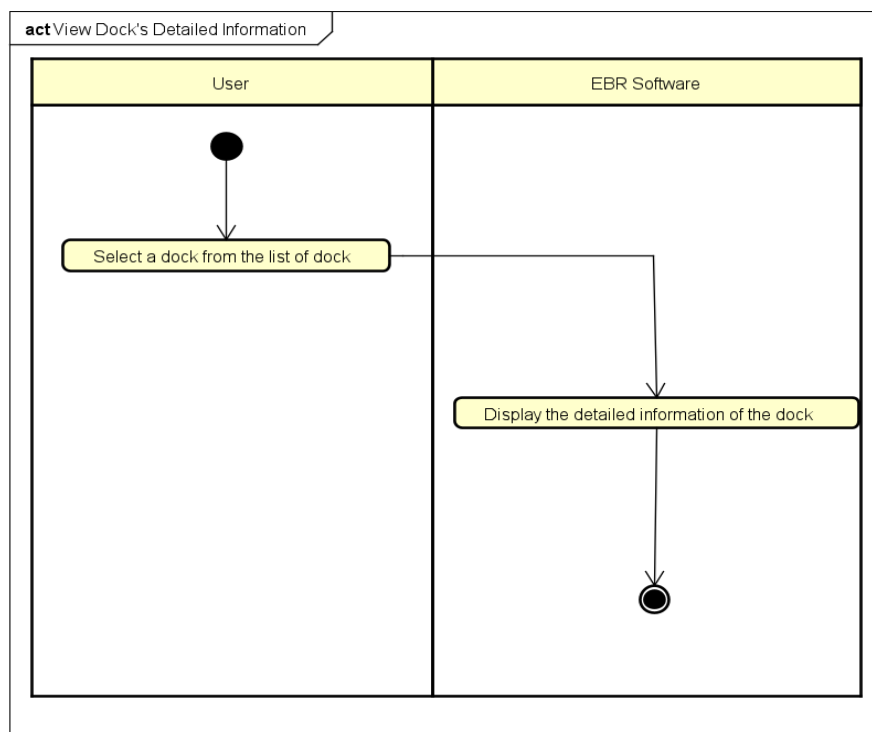 act View Dock's Detailed Information
User
EBR Software
Select a dock from the list of dock
Display the detailed information of the dock